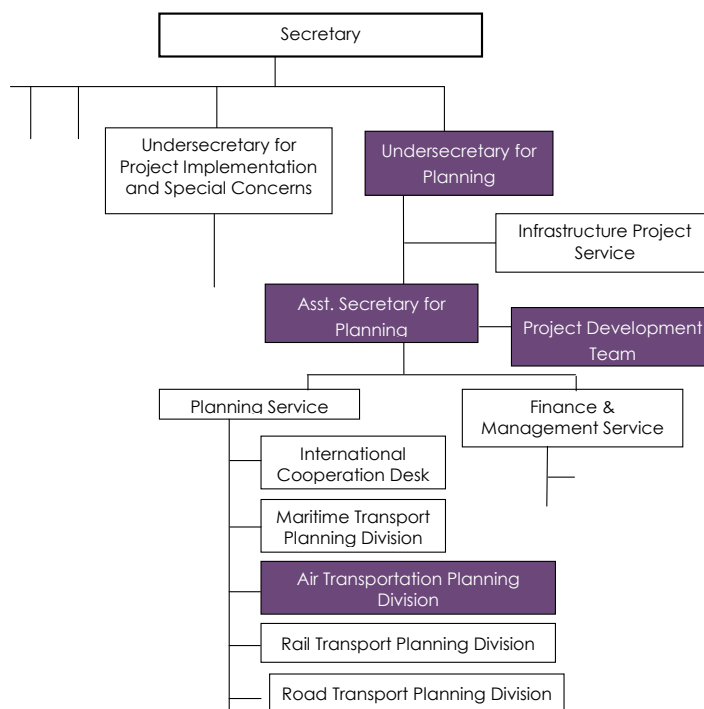 Secretary
Undersecretary for
Project Implementation
and Special Concerns
Undersecretary for
Planning
Infrastructure Project
Service
Asst. Secretary for
Planning
Project Development
Team
Planning Service
Finance &
Management Service
International
Cooperation Desk
Maritime Transport
Planning Division
Air Transportation Planning
Division
Rail Transport Planning Division
Road Transport Planning Division